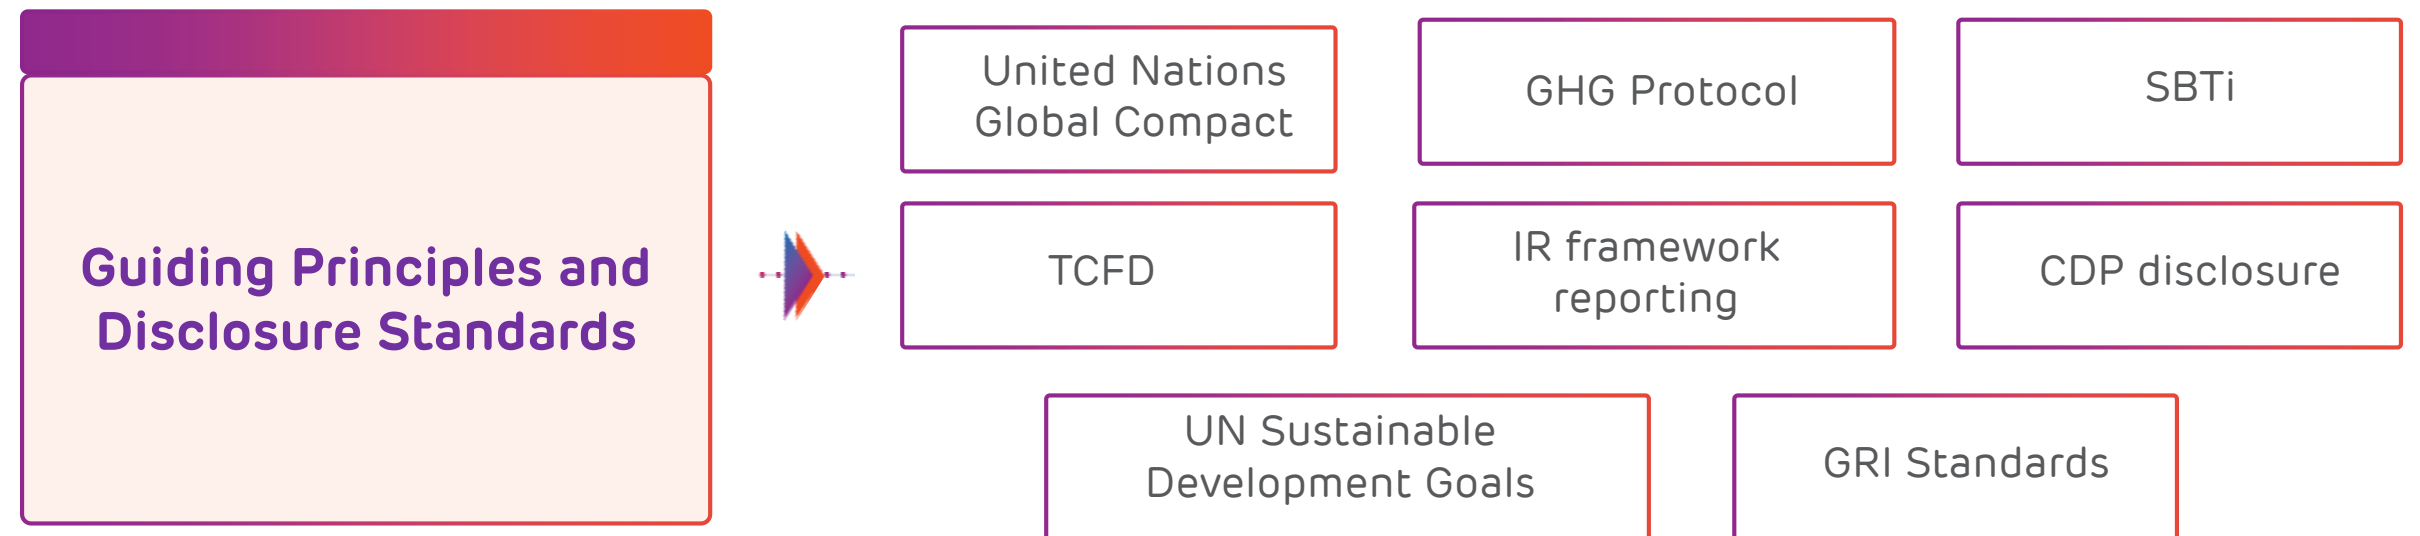 Guiding Principles and
Disclosure Standards
United Nations
Global Compact
GHG Protocol
SBTi
TCFD
IR framework
reporting
CDP disclosure
UN Sustainable
Development Goals
GRI Standards